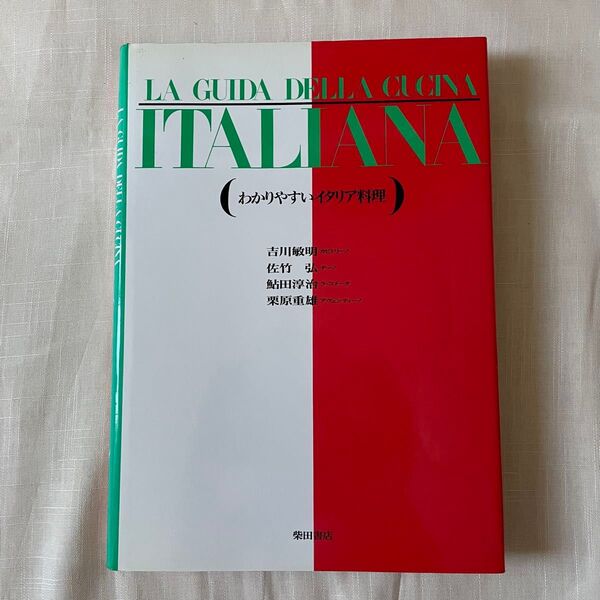 LA GUIDA DELLA CUCINA
ITALIANA
(わかりやすいイタリア料理)
吉川敏明
佐竹 弘
鮎田淳治
栗原重雄
柴田書店
LA GUIDA DELLA CUCINA